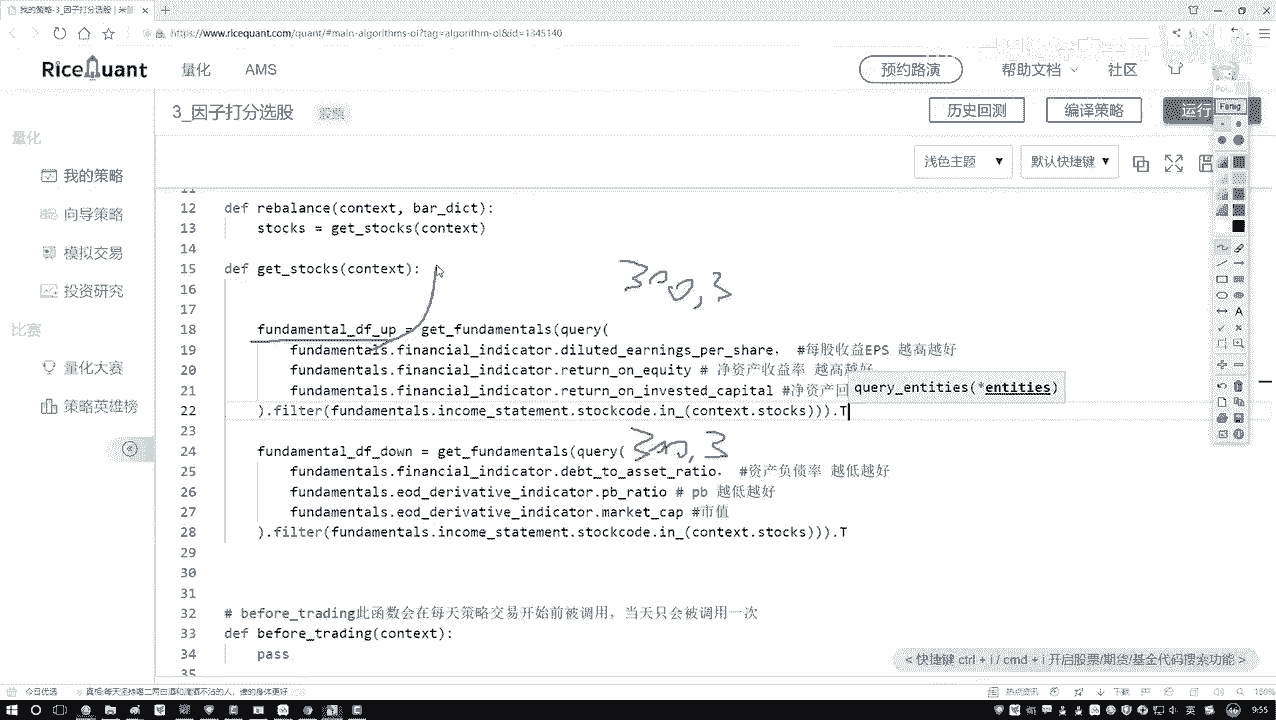 我的策略-3_因子打分选股 | 米
https://www.ricequant.com/quant/#main-algorithms-ol?tag=algorithm-ol&id=1345140
RiceQuant 量化 AMS 预约路演 帮助文档 社区
3_因子打分选股 股票 历史回测 编译策略 运行
浅色主题 默认快捷键
量化
我的策略
向导策略
模拟交易
投资研究
比赛
量化大赛
策略英雄榜
11
12 def rebalance(context, bar_dict):
13 stocks = get_stocks(context)
14
15 def get_stocks(context):
16
300,3
17
18 fundamental_df_up = get_fundamentals(query(
19 fundamentals.financial_indicator.diluted_earnings_per_share， #每股收益EPS 越高越好
20 fundamentals.financial_indicator.return_on_equity # 净资产收益率 越高越好
21 fundamentals.financial_indicator.return_on_invested_capital #净资产回
query_entities(*entities)
22 ).filter(fundamentals.income_statement.stockcode.in_(context.stocks))).T
23
24 fundamental_df_down = get_fundamentals(query(
300,3
25 fundamentals.financial_indicator.debt_to_asset_ratio， #资产负债率 越低越好
26 fundamentals.eod_derivative_indicator.pb_ratio # pb 越低越好
27 fundamentals.eod_derivative_indicator.market_cap #市值
28 ).filter(fundamentals.income_statement.stockcode.in_(context.stocks))).T
29
30
31
32 # before_trading此函数会在每天策略交易开始前被调用，当天只会被调用一次
33 def before_trading(context):
34 pass
35
< 快捷键 ctrl + i / cmd + i 开启股票/期货/基金代码搜索功能 >
今日优选
下载 100%
英 9:55